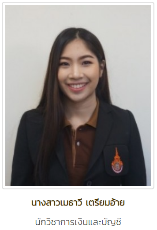 นางสาวเมธาวี เตรียมอ้าย
นักวิชาการเงินและบัญชี